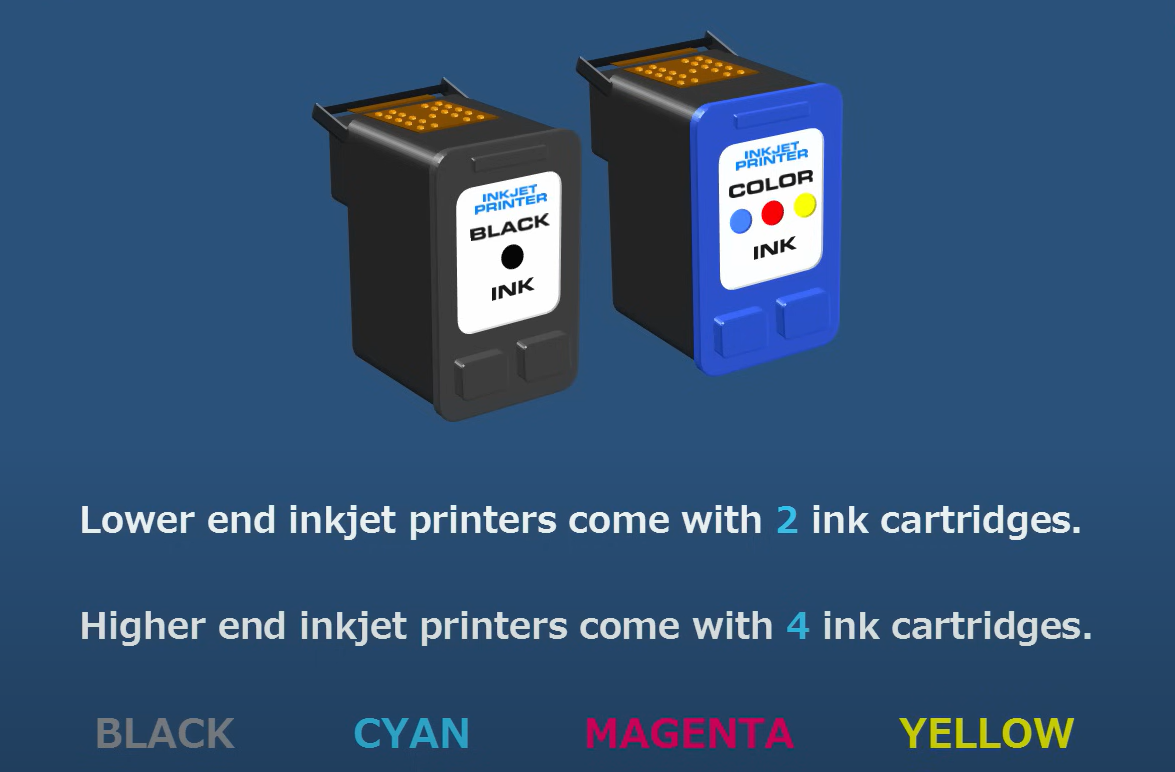 INKJET
PRINTER
BLACK
INK
INKJET
PRINTER
COLOR
INK
Lower end inkjet printers come with 2 ink cartridges.
Higher end inkjet printers come with 4 ink cartridges.
BLACK CYAN MAGENTA YELLOW